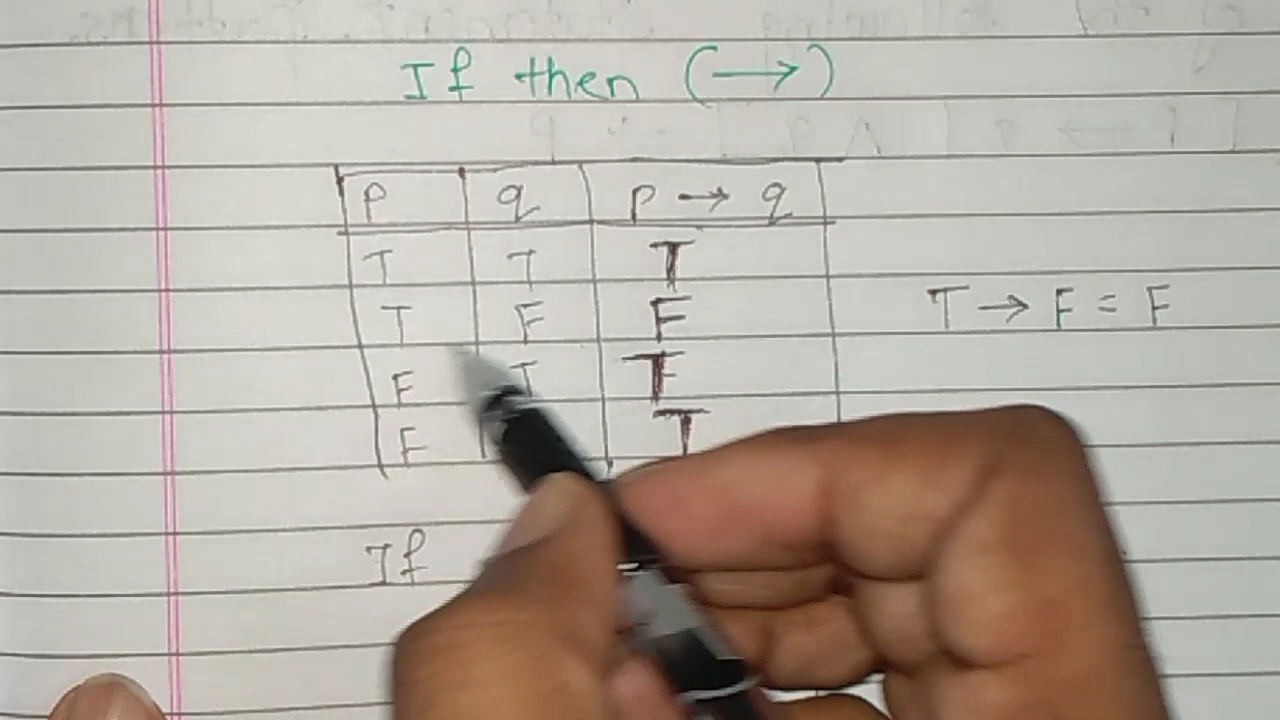 If then (→)
p q p → q
T T T
T F F
F T T
F T
T → F = F
If